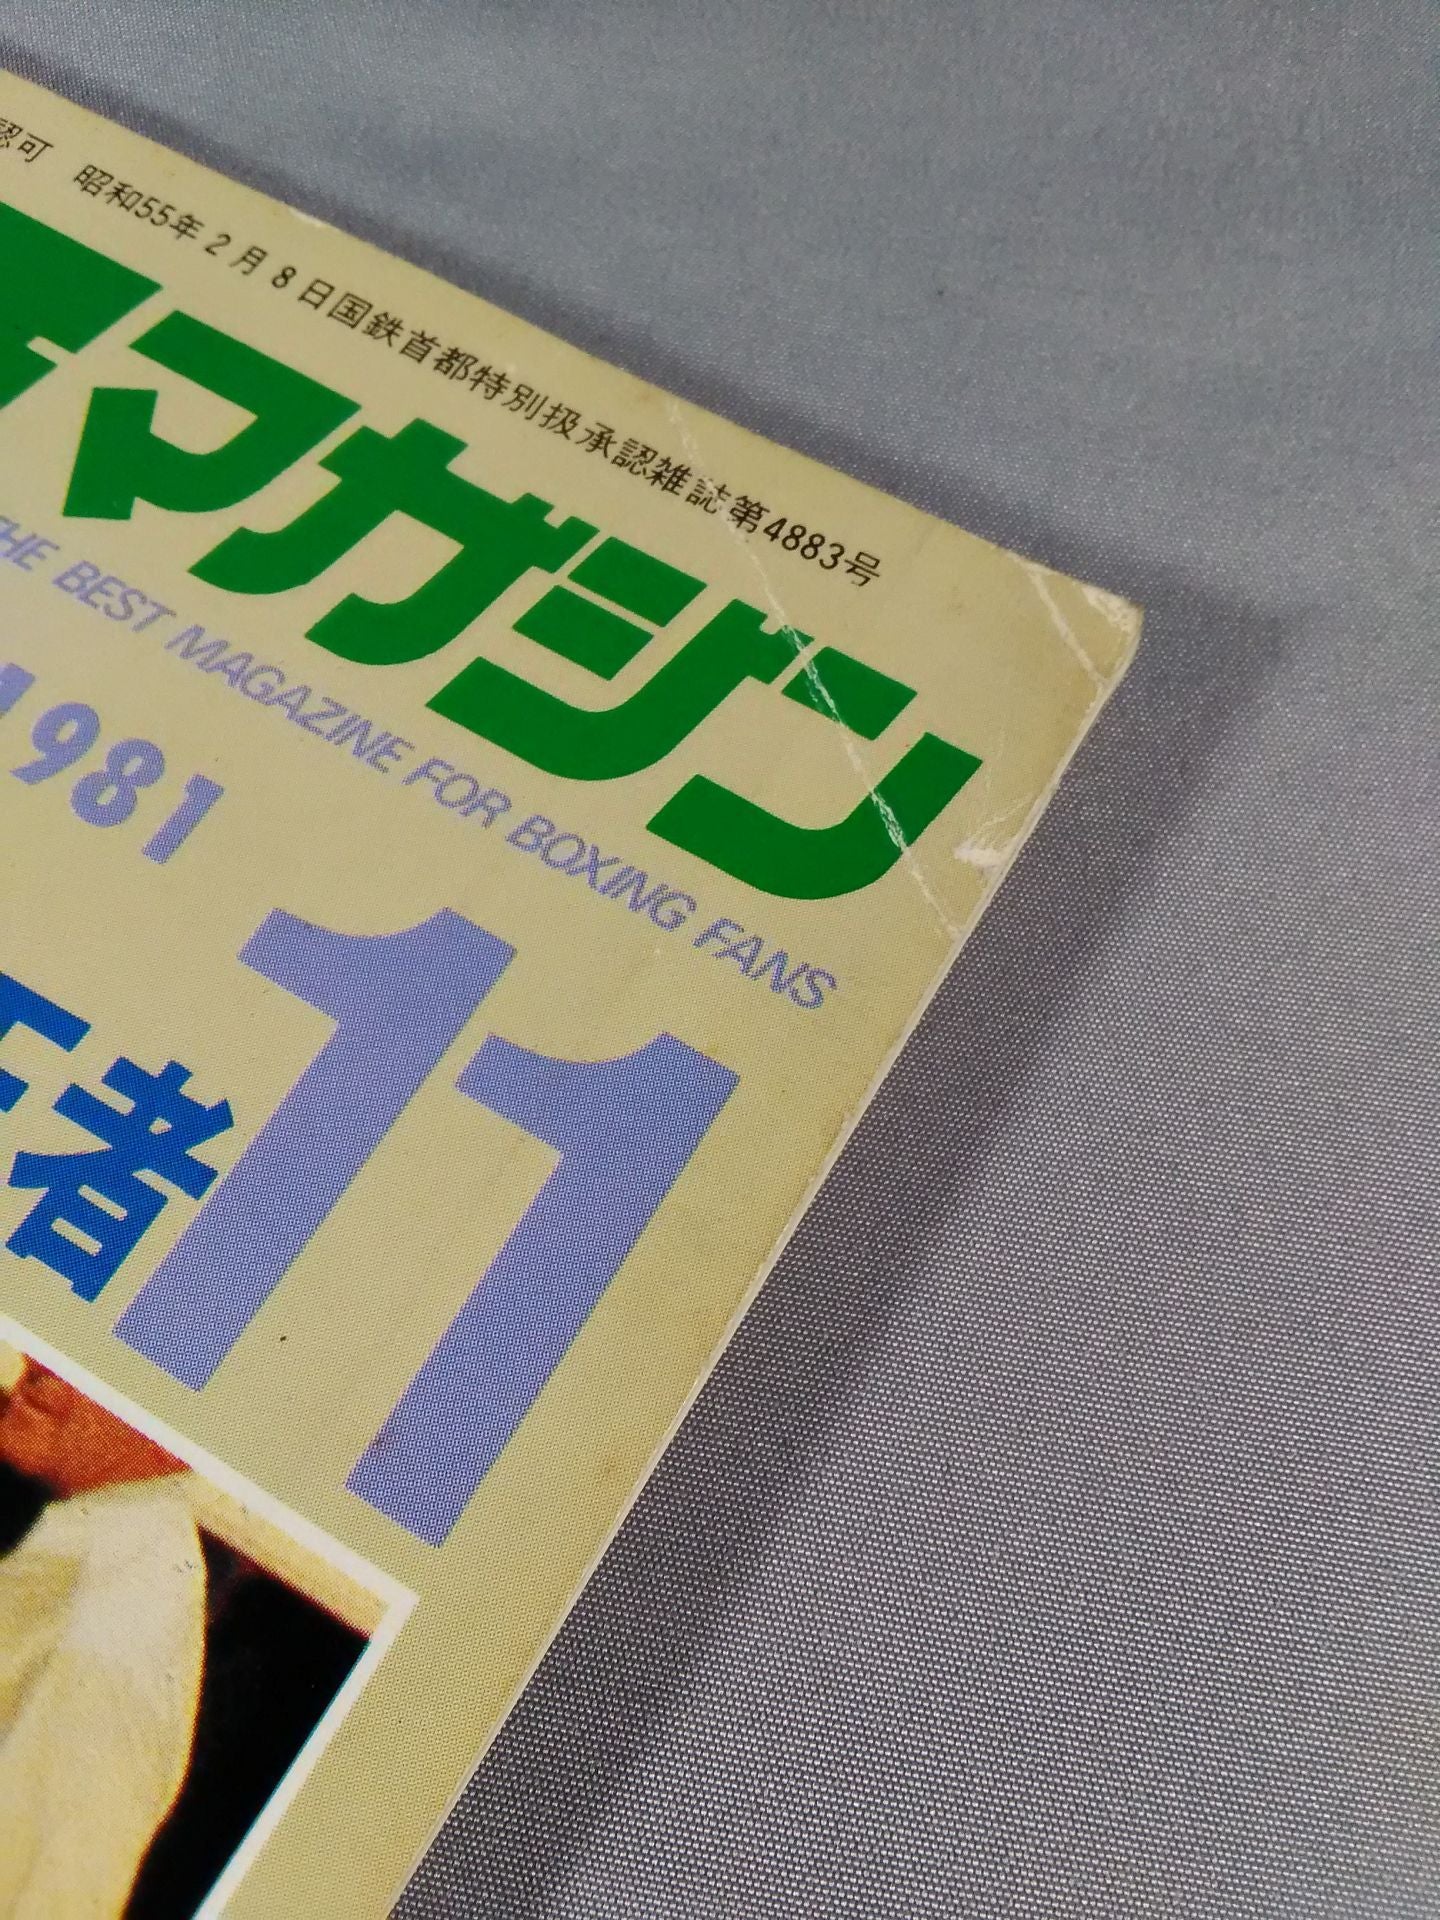 認可 昭和55年2月8日国鉄首都特別扱承認雑誌第4883号
マガジン
THE BEST MAGAZINE FOR BOXING FANS
1981
11
王者